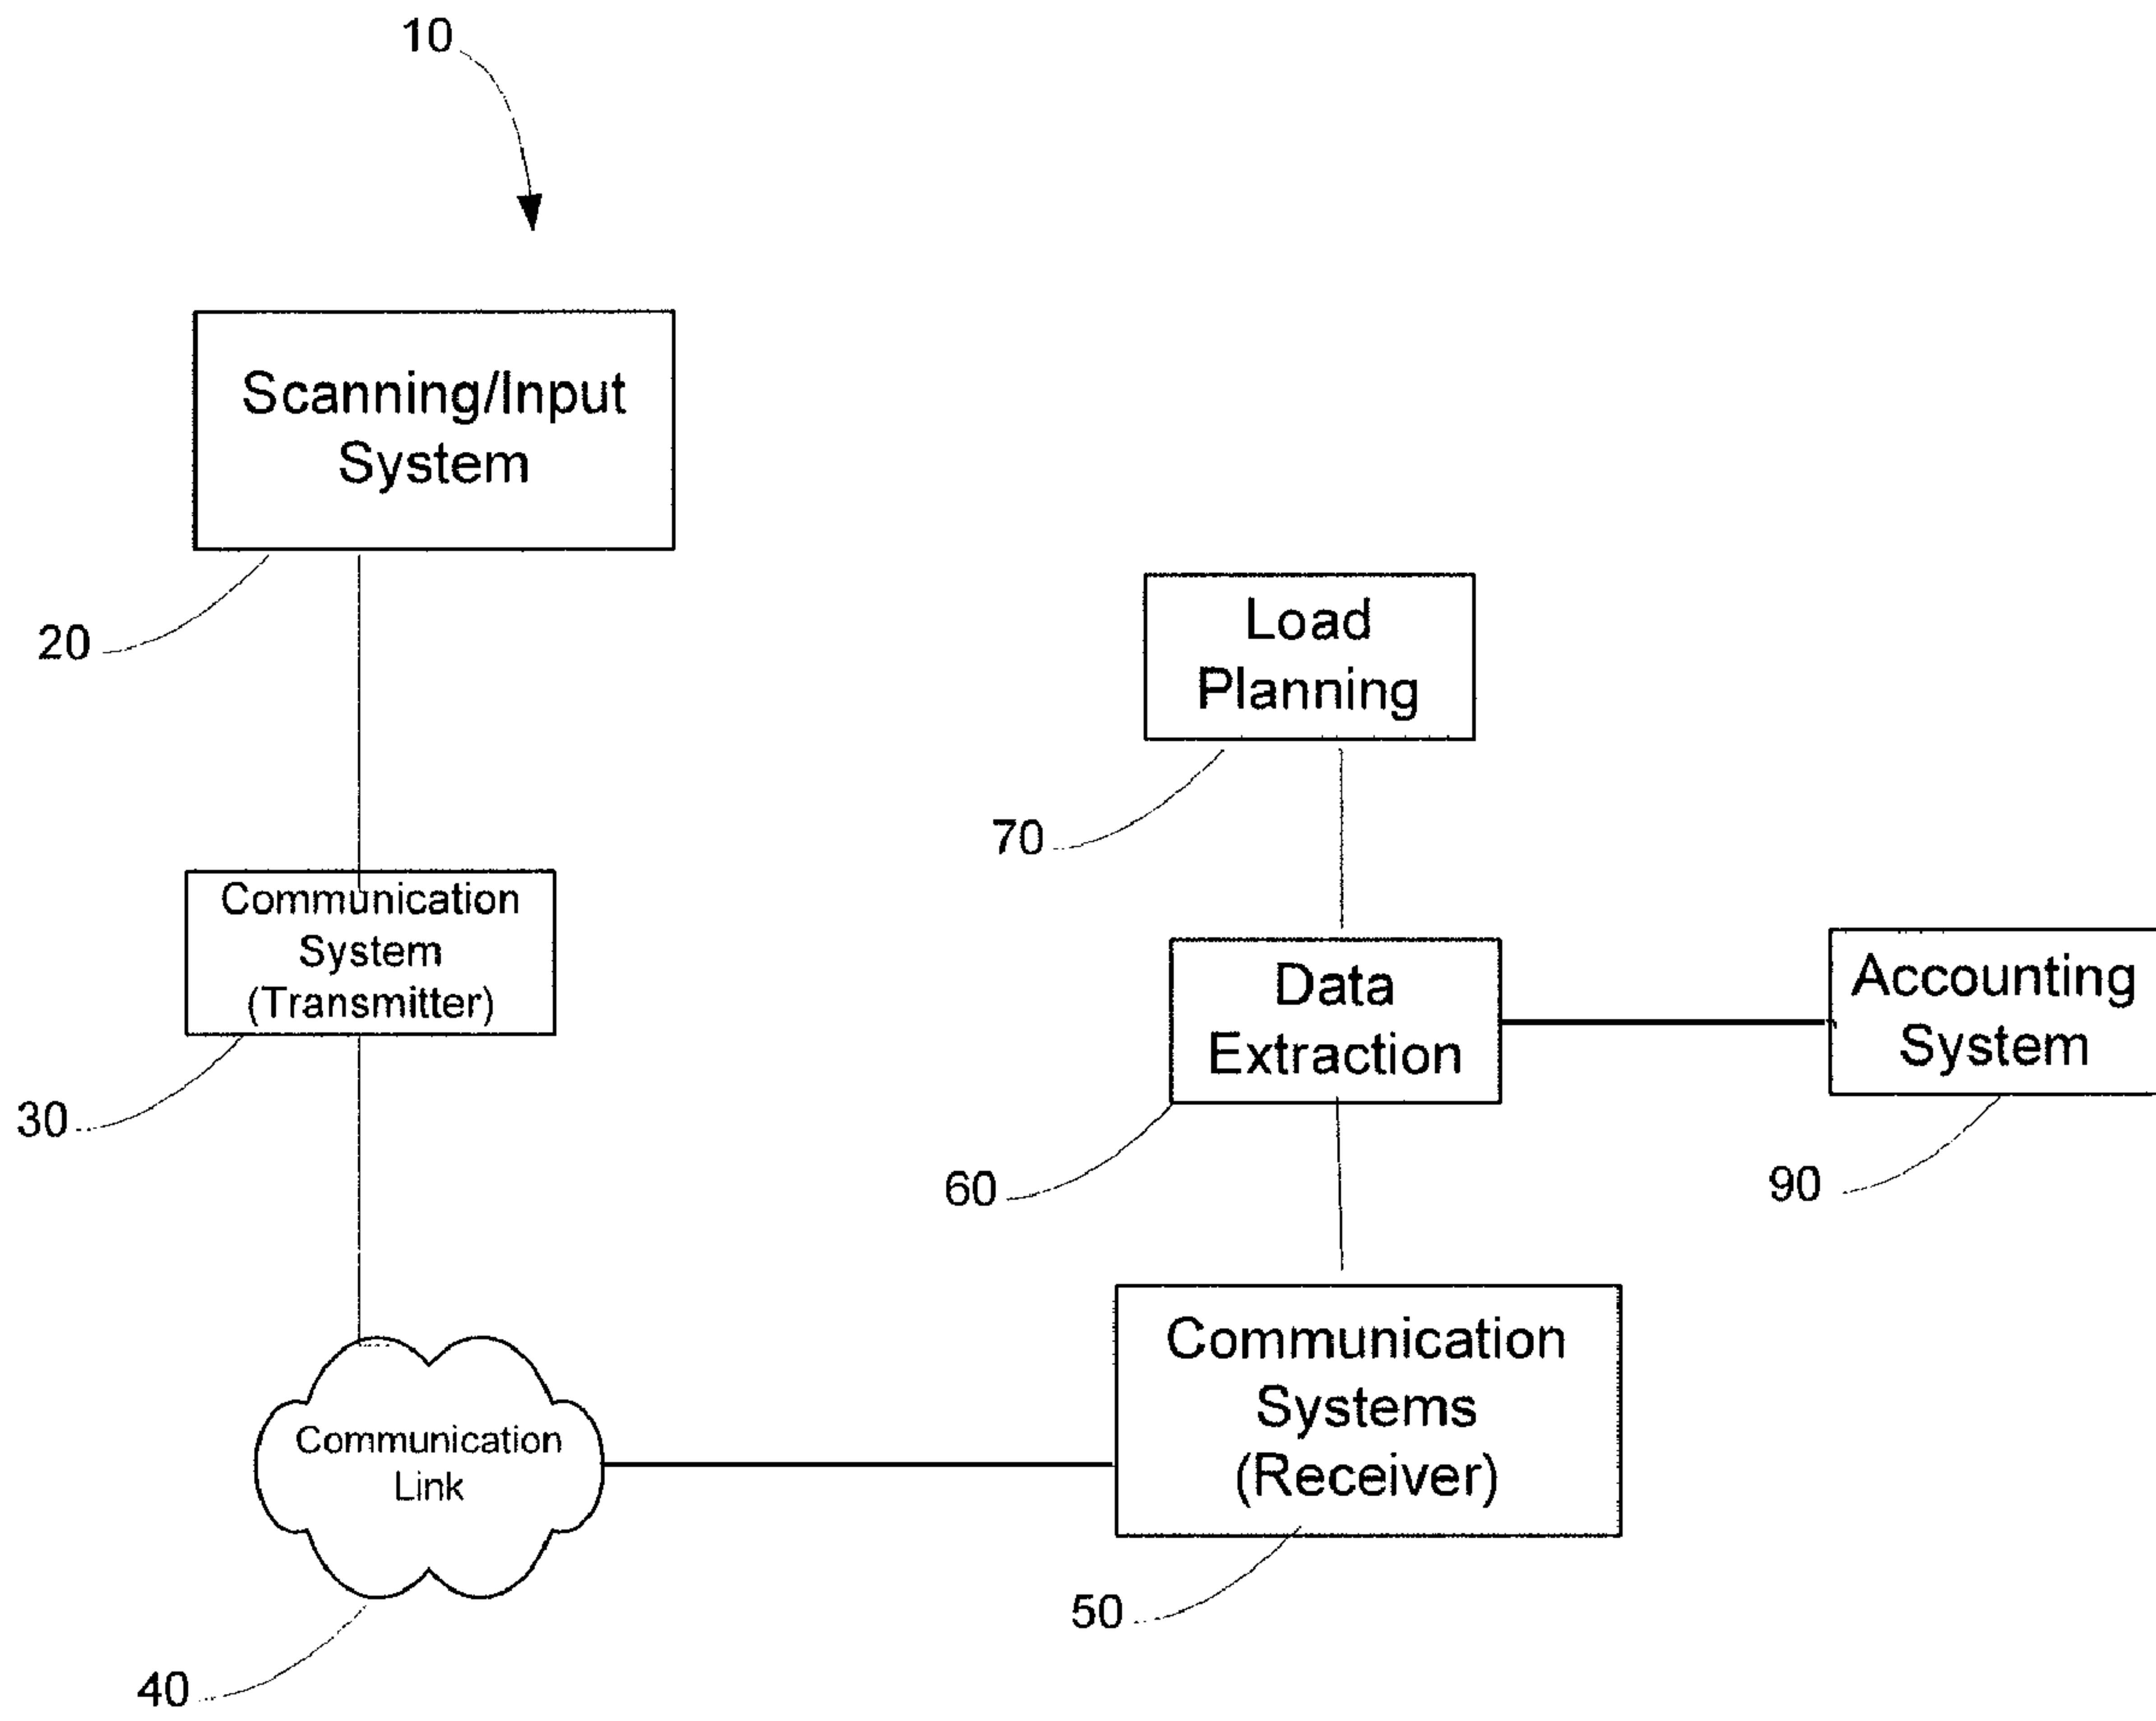 10
Scanning/Input
System
20
Load
Planning
70
Communication
System
(Transmitter)
30
Data
Extraction
60
Accounting
System
90
Communication
Link
40
Communication
Systems
(Receiver)
50